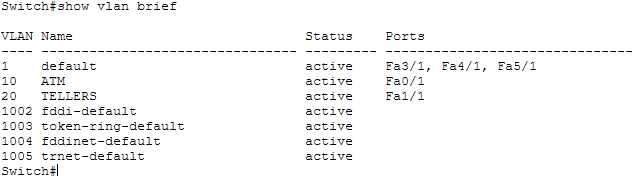 Switch#show vlan brief
VLAN Name                             Status    Ports
---- -------------------------------- --------- -------------------------------
1    default                          active    Fa3/1, Fa4/1, Fa5/1
10   ATM                              active    Fa0/1
20   TELLERS                          active    Fa1/1
1002 fddi-default                     active
1003 token-ring-default               active
1004 fddinet-default                  active
1005 trnet-default                    active
Switch#